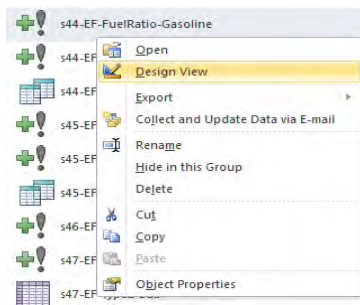 s44-EF-FuelRatio-Gasoline
s44-EF
Open
Design View
s44-EF
Export
s45-EF
Collect and Update Data via E-mail
s45-EF
Rename
Hide in this Group
s45-EF
Delete
s46-EF
Cut
Copy
s47-EF
Paste
s47-EF
Object Properties